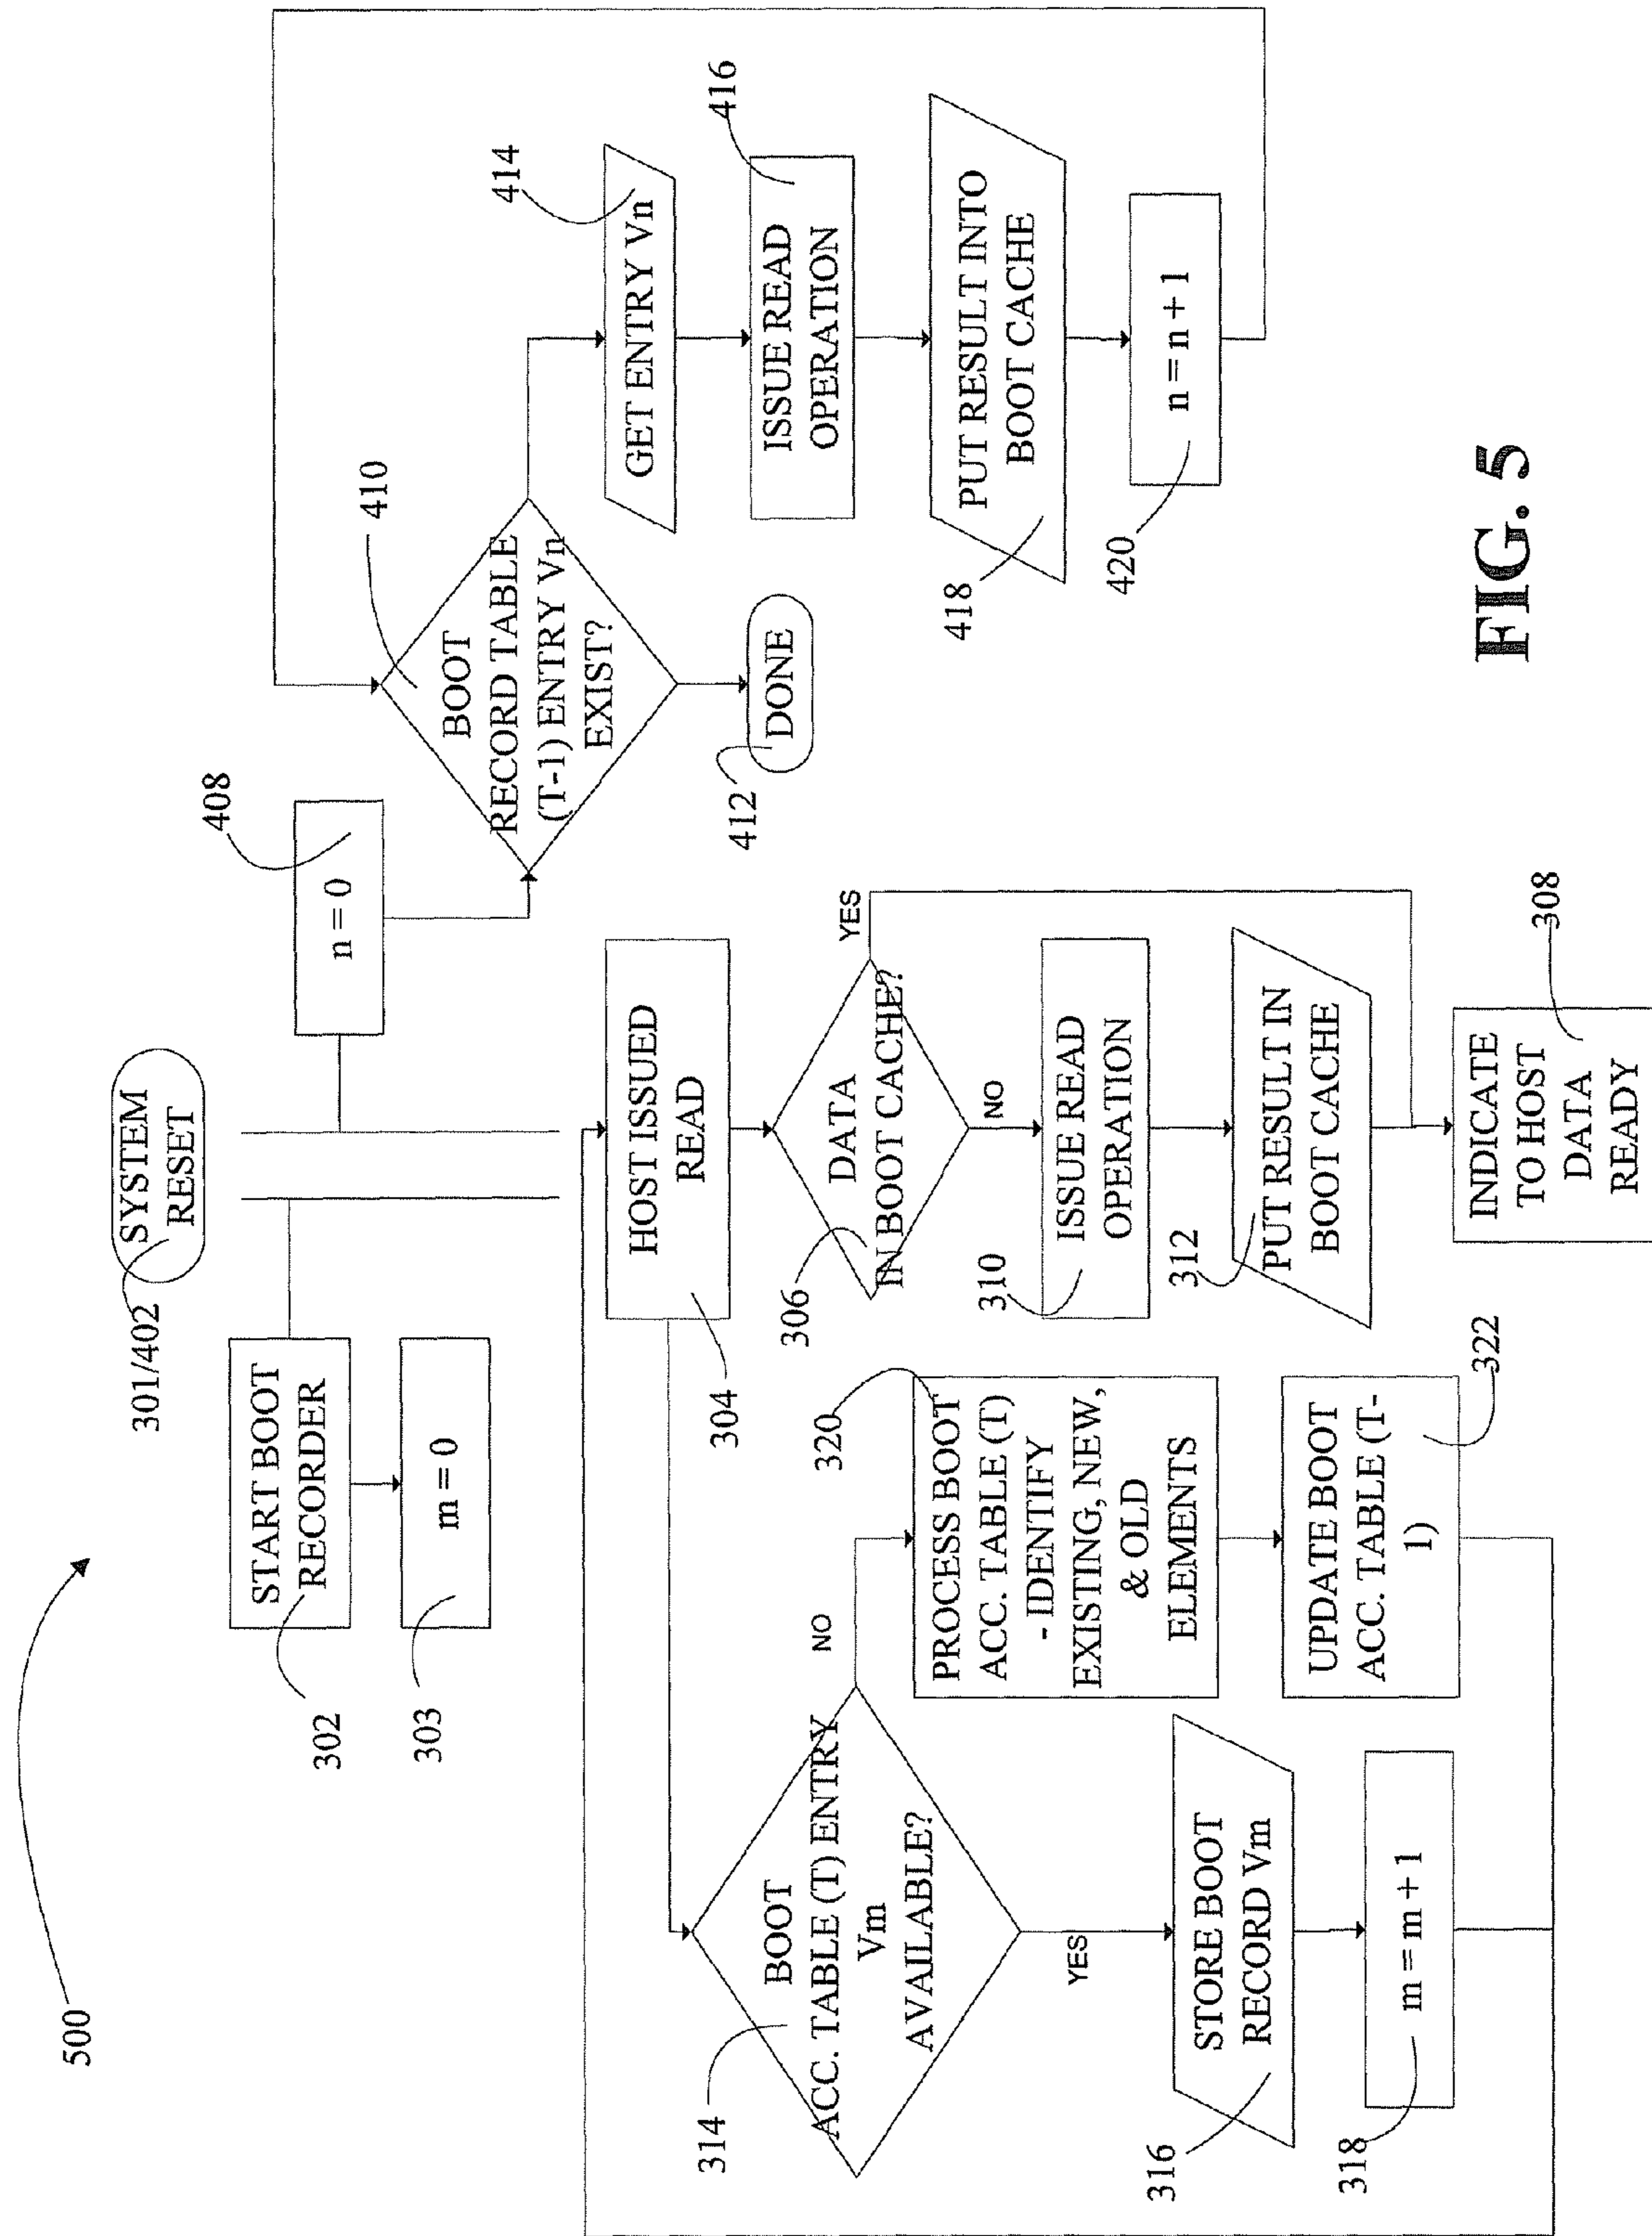 500
301/402
SYSTEM
RESET
302
START BOOT
RECORDER
303
m = 0
408
n = 0
410
BOOT
RECORD TABLE
(T-1) ENTRY Vn
EXIST?
412
DONE
414
GET ENTRY Vn
416
ISSUE READ
OPERATION
418
PUT RESULT INTO
BOOT CACHE
420
n = n + 1
304
HOST ISSUED
READ
306
DATA
IN BOOT CACHE?
YES
NO
310
ISSUE READ
OPERATION
312
PUT RESULT IN
BOOT CACHE
308
INDICATE
TO HOST
DATA
READY
314
BOOT
ACC. TABLE (T) ENTRY
Vm
AVAILABLE?
NO
YES
320
PROCESS BOOT
ACC. TABLE (T)
- IDENTIFY
EXISTING, NEW,
& OLD
ELEMENTS
322
UPDATE BOOT
ACC. TABLE (T-
1)
316
STORE BOOT
RECORD Vm
318
m = m + 1
FIG. 5